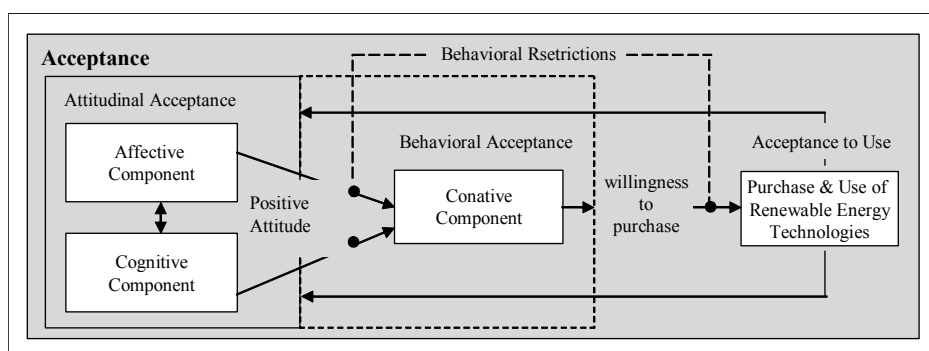 Acceptance
Behavioral Rsetrictions
Attitudinal Acceptance
Affective
Component
Positive
Attitude
Cognitive
Component
Behavioral Acceptance
Conative
Component
willingness
to
purchase
Acceptance to Use
Purchase & Use of
Renewable Energy
Technologies